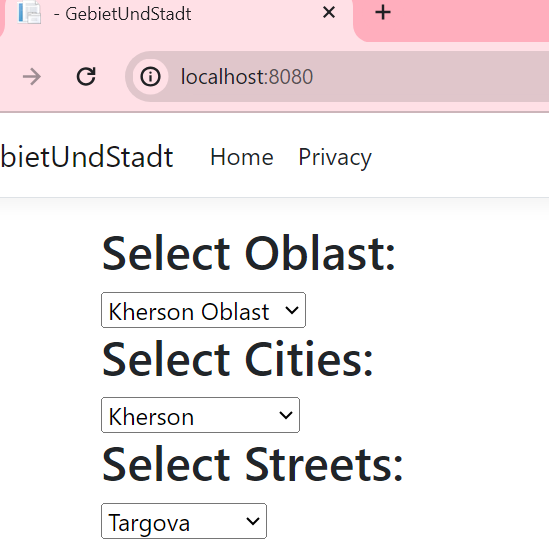 - GebietUndStadt
localhost:8080
bietUndStadt Home Privacy
Select Oblast:
Kherson Oblast
Select Cities:
Kherson
Select Streets:
Targova